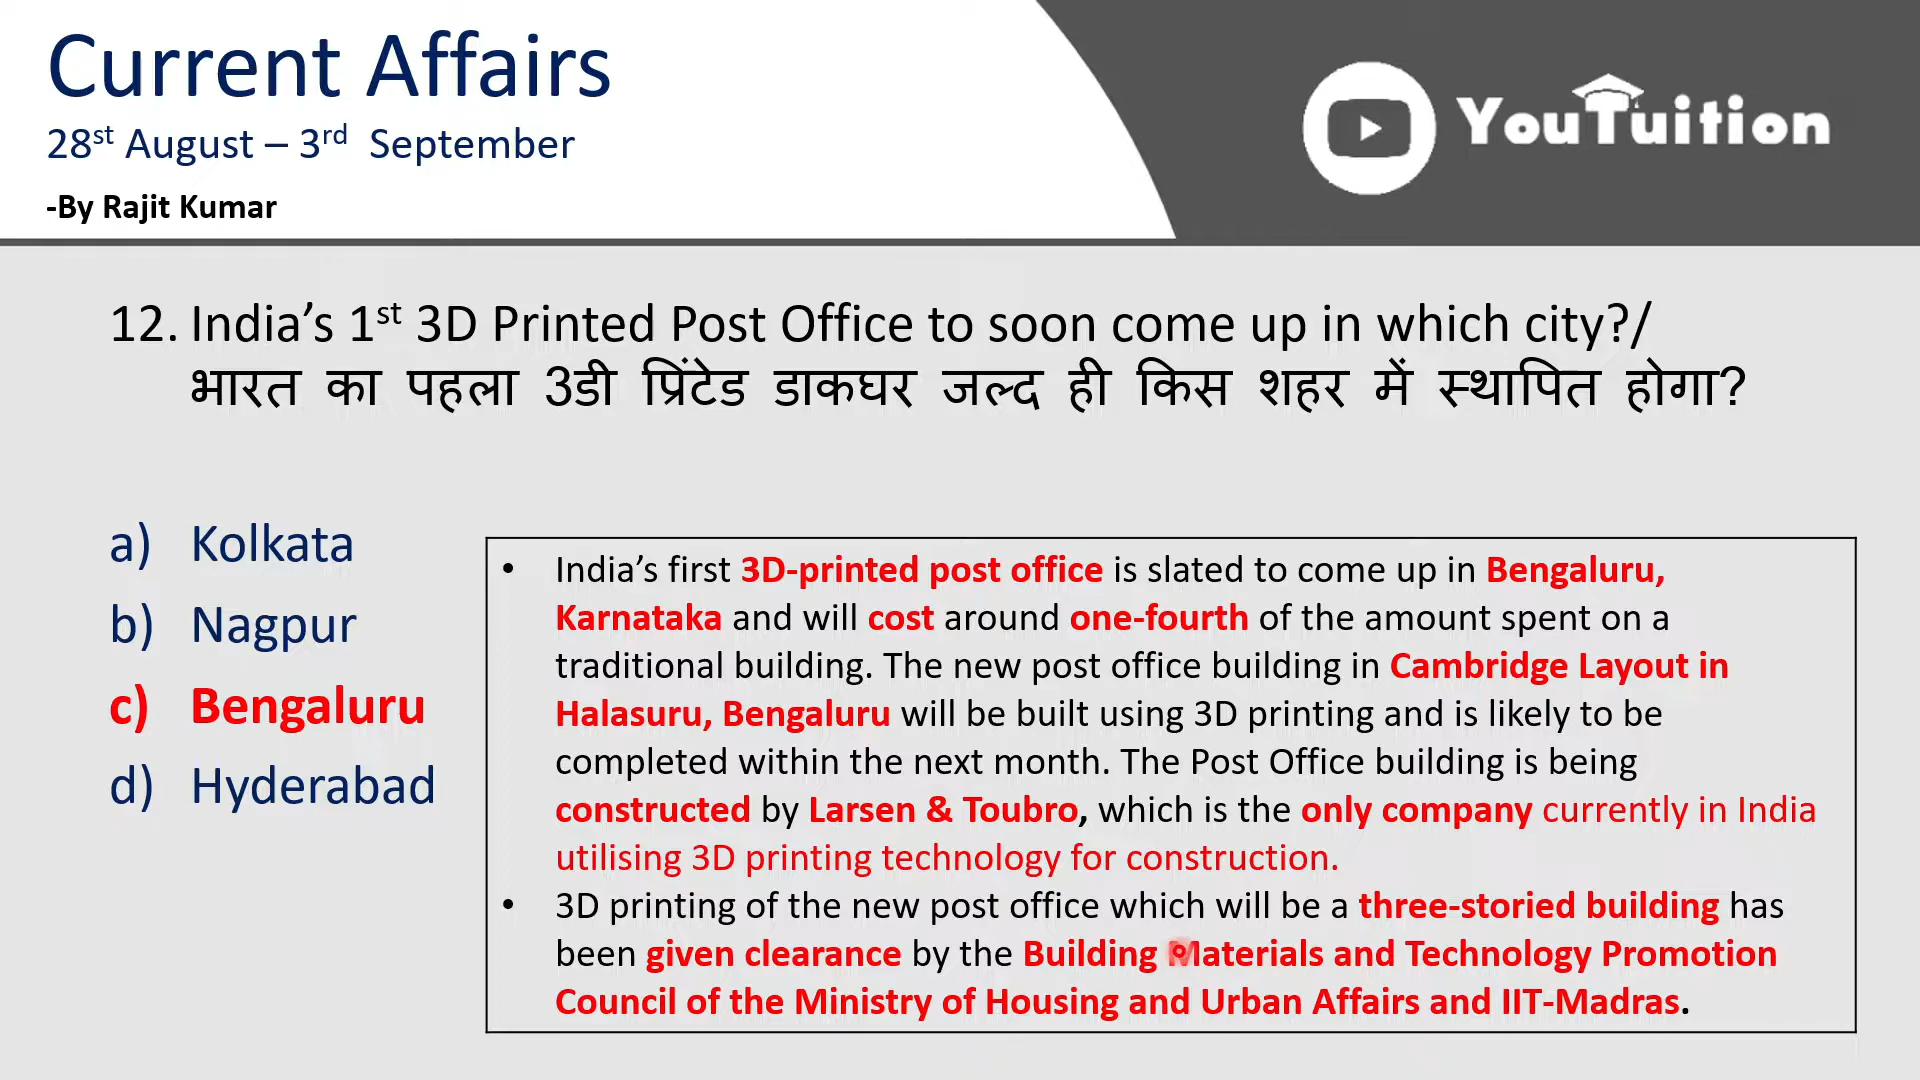 Current Affairs
28st August – 3rd September
-By Rajit Kumar
YouTuition
12. India’s 1st 3D Printed Post Office to soon come up in which city?/
भारत का पहला 3डी प्रिंटेड डाकघर जल्द ही किस शहर में स्थापित होगा?
a) Kolkata
b) Nagpur
c) Bengaluru
d) Hyderabad
• India’s first 3D-printed post office is slated to come up in Bengaluru,
Karnataka and will cost around one-fourth of the amount spent on a
traditional building. The new post office building in Cambridge Layout in
Halasuru, Bengaluru will be built using 3D printing and is likely to be
completed within the next month. The Post Office building is being
constructed by Larsen & Toubro, which is the only company currently in India
utilising 3D printing technology for construction.
• 3D printing of the new post office which will be a three-storied building has
been given clearance by the Building Materials and Technology Promotion
Council of the Ministry of Housing and Urban Affairs and IIT-Madras.